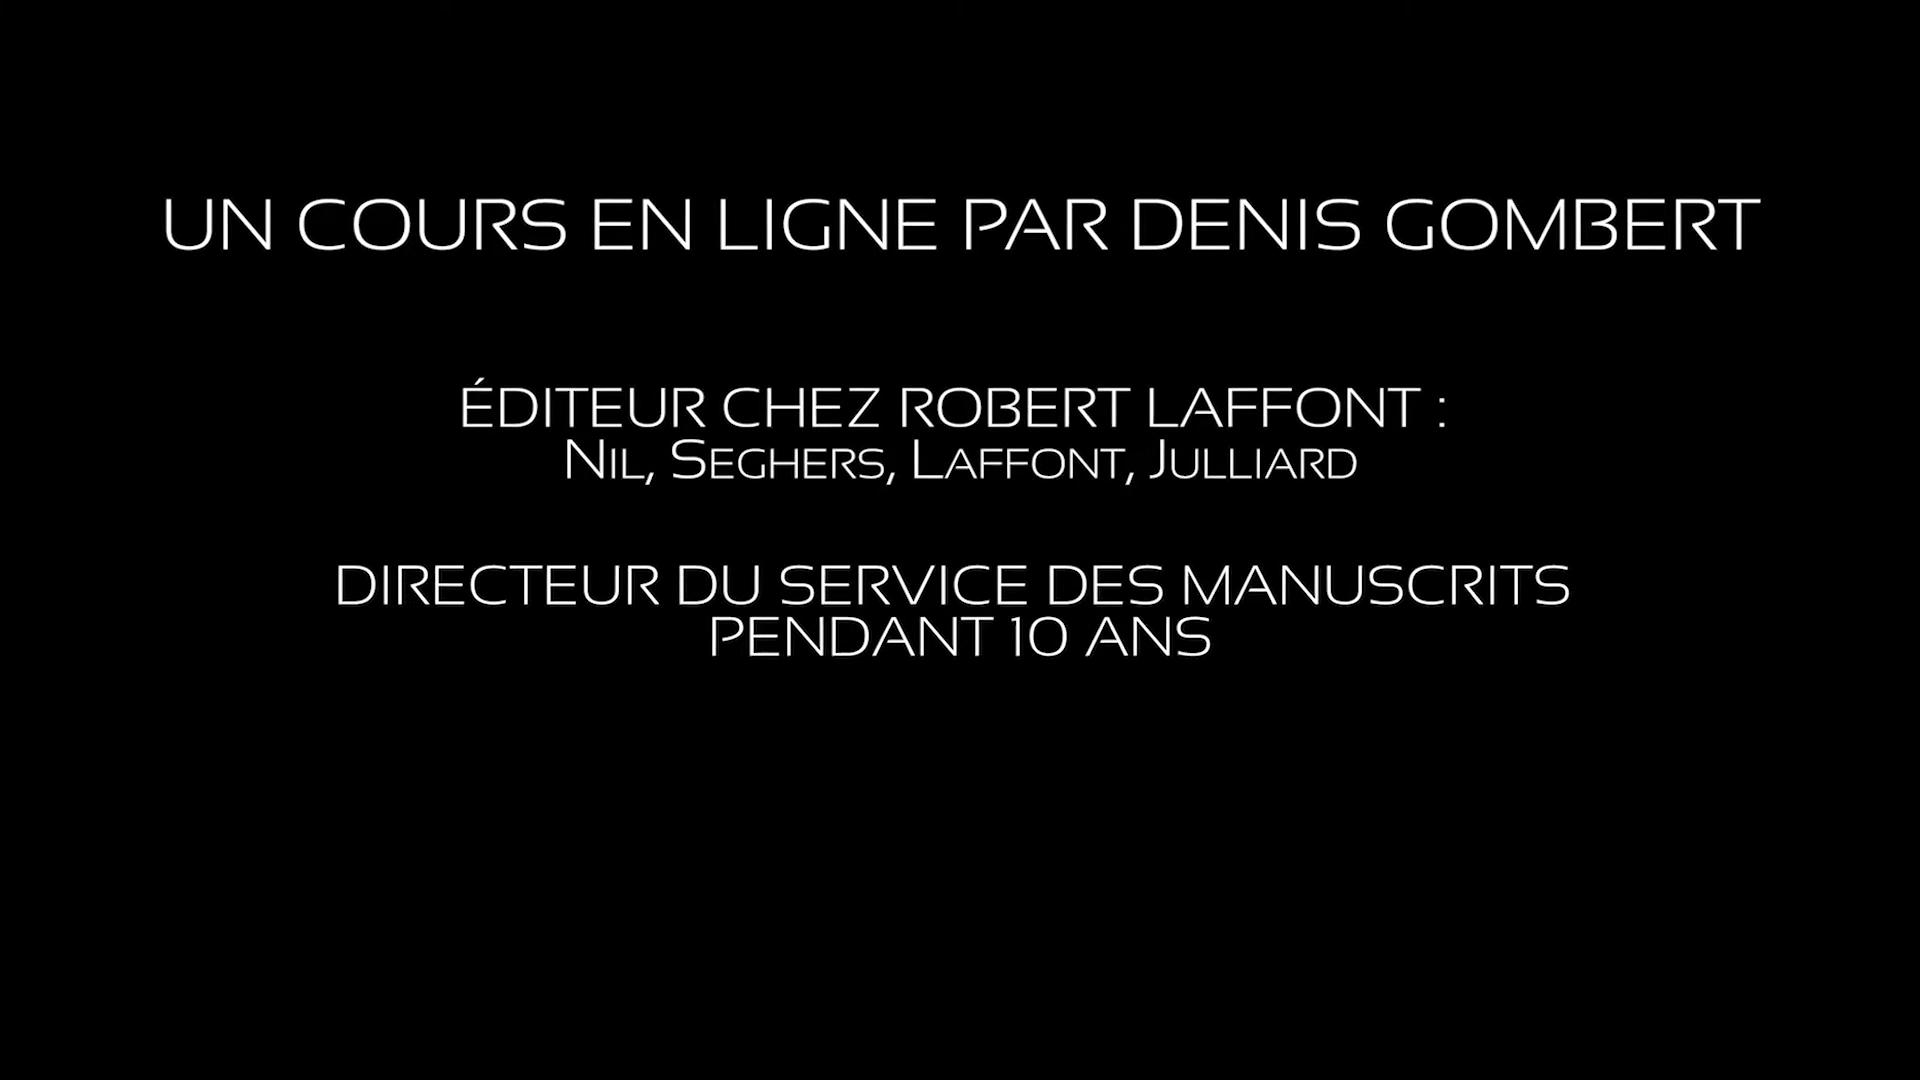 UN COURS EN LIGNE PAR DENIS GOMBERT
ÉDITEUR CHEZ ROBERT LAFFONT :
NIL, SEGHERS, LAFFONT, JULLIARD
DIRECTEUR DU SERVICE DES MANUSCRITS
PENDANT 10 ANS